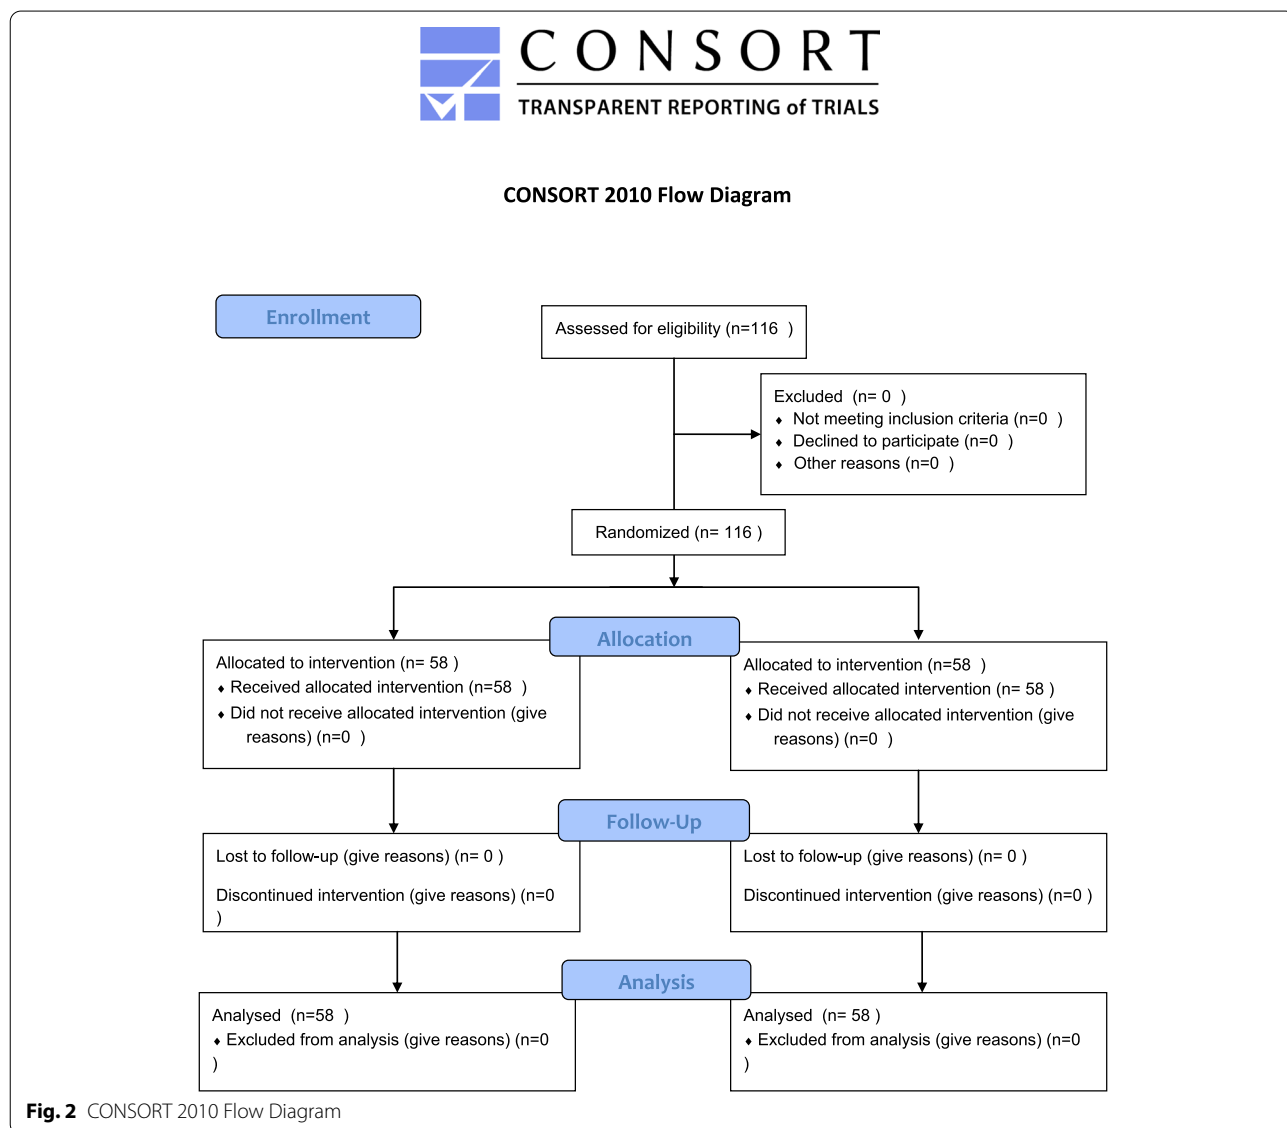 CONSORT
TRANSPARENT REPORTING of TRIALS
CONSORT 2010 Flow Diagram
Enrollment
Assessed for eligibility (n=116 )
Excluded (n= 0 )
♦ Not meeting inclusion criteria (n=0 )
♦ Declined to participate (n=0 )
♦ Other reasons (n=0 )
Randomized (n= 116 )
Allocation
Allocated to intervention (n= 58 )
♦ Received allocated intervention (n=58 )
♦ Did not receive allocated intervention (give
reasons) (n=0 )
Allocated to intervention (n=58 )
♦ Received allocated intervention (n= 58 )
♦ Did not receive allocated intervention (give
reasons) (n=0 )
Follow-Up
Lost to follow-up (give reasons) (n= 0 )
Discontinued intervention (give reasons) (n=0
)
Lost to follow-up (give reasons) (n= 0 )
Discontinued intervention (give reasons) (n=0 )
Analysis
Analysed (n=58 )
♦ Excluded from analysis (give reasons) (n=0
)
Analysed (n= 58 )
♦ Excluded from analysis (give reasons) (n=0
)
Fig. 2 CONSORT 2010 Flow Diagram